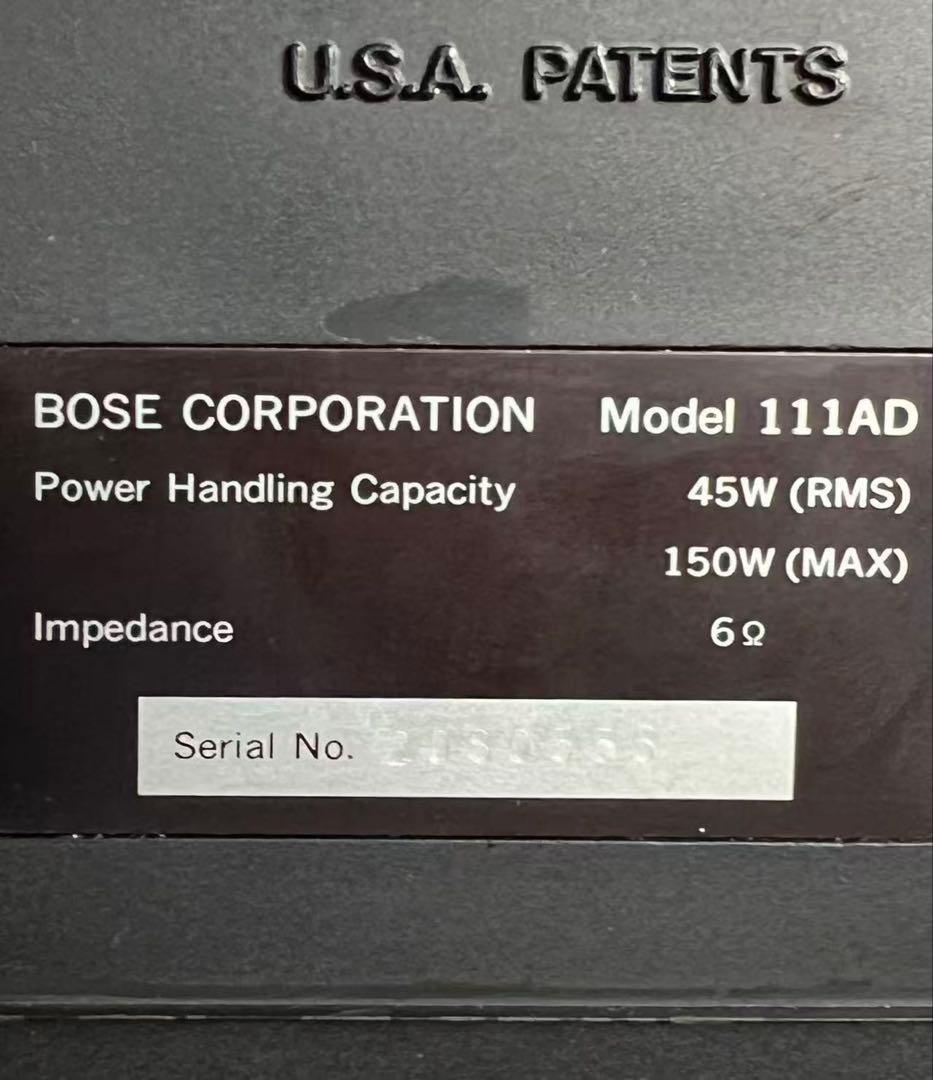 U.S.A. PATENTS
BOSE CORPORATION Model 111AD
Power Handling Capacity 45W (RMS)
150W (MAX)
Impedance 6Ω
Serial No.